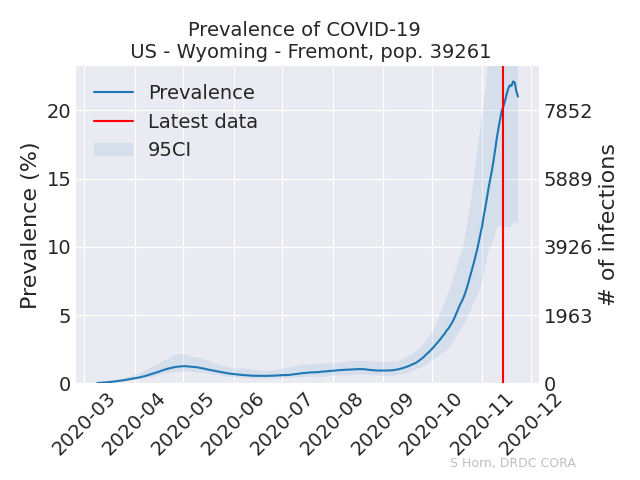 Prevalence of COVID-19
US - Wyoming - Fremont, pop. 39261
Prevalence
Latest data
95CI
Prevalence (%)
20
15
10
5
0
7852
5889
3926
1963
0
# of infections
2020-03
2020-04
2020-05
2020-06
2020-07
2020-08
2020-09
2020-10
2020-11
2020-12
S Horn, DRDC CORA